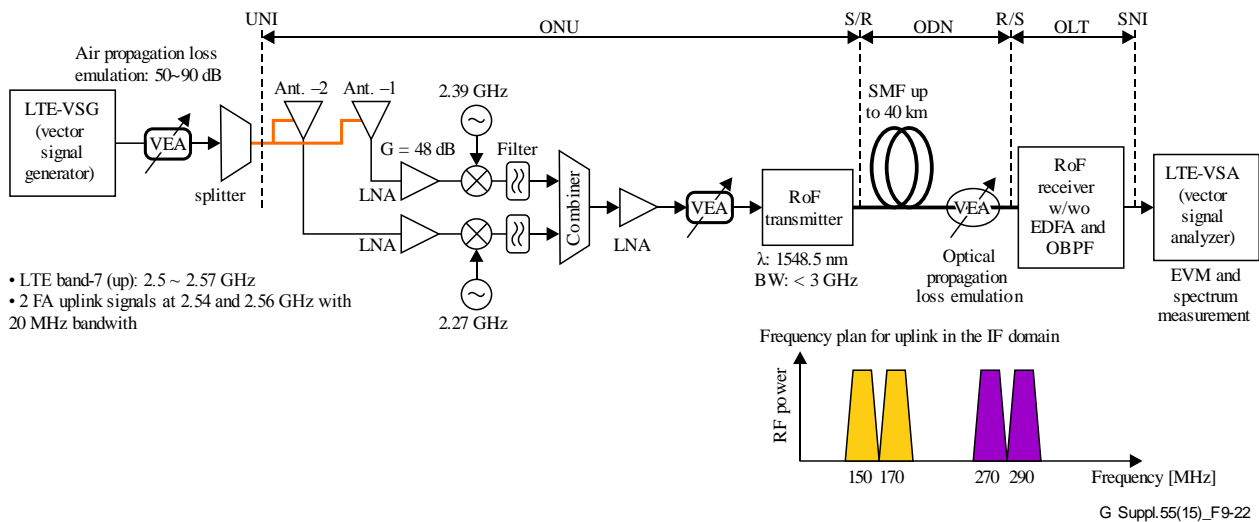 UNI
S/R
R/S
SNI
ONU
ODN
OLT
Air propagation loss
emulation: 50~90 dB
Ant. –2
Ant. –1
2.39 GHz
SMF up
to 40 km
LTE-VSG
(vector
signal
generator)
VEA
splitter
G = 48 dB
Filter
LNA
LNA
Combiner
LNA
VEA
RoF
transmitter
VEA
RoF
receiver
w/wo
EDFA and
OBPF
LTE-VSA
(vector
signal
analyzer)
λ: 1548.5 nm
BW: < 3 GHz
Optical
propagation
loss emulation
EVM and
spectrum
measurement
2.27 GHz
• LTE band-7 (up): 2.5 ~ 2.57 GHz
• 2 FA uplink signals at 2.54 and 2.56 GHz with
20 MHz bandwith
Frequency plan for uplink in the IF domain
RF power
150 170 270 290 Frequency [MHz]
G Suppl.55(15)_F9-22